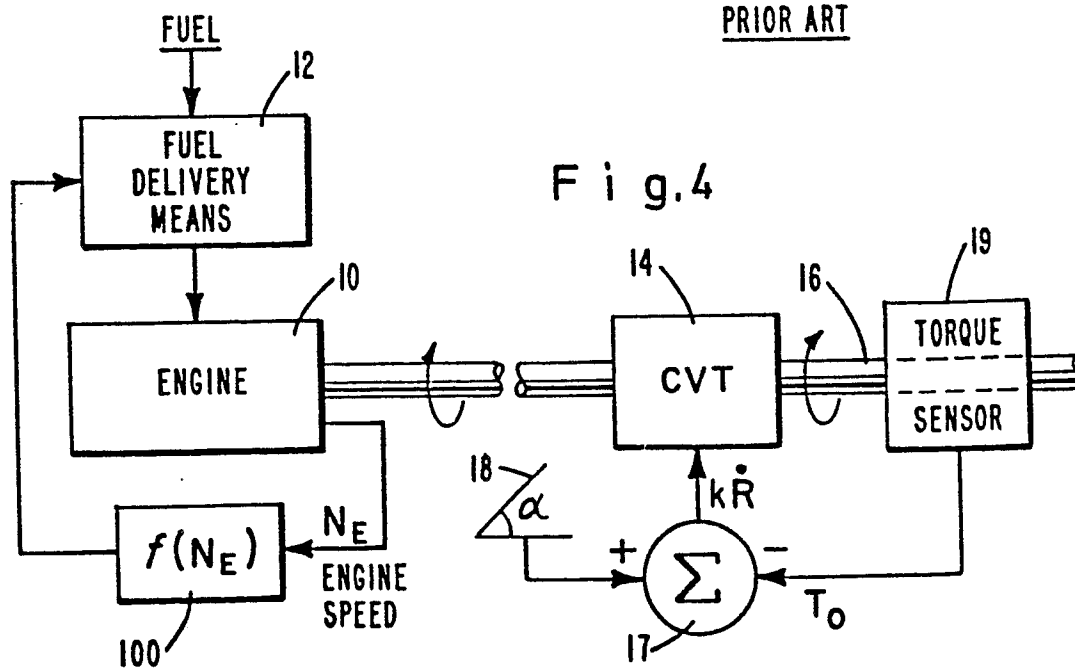 PRIOR ART
FUEL
12
FUEL
DELIVERY
MEANS
Fig.4
10
ENGINE
14
CVT
16
19
TORQUE
SENSOR
18
α
kṘ
N_E
ENGINE
SPEED
f(N_E)
100
+
−
Σ
17
T_O